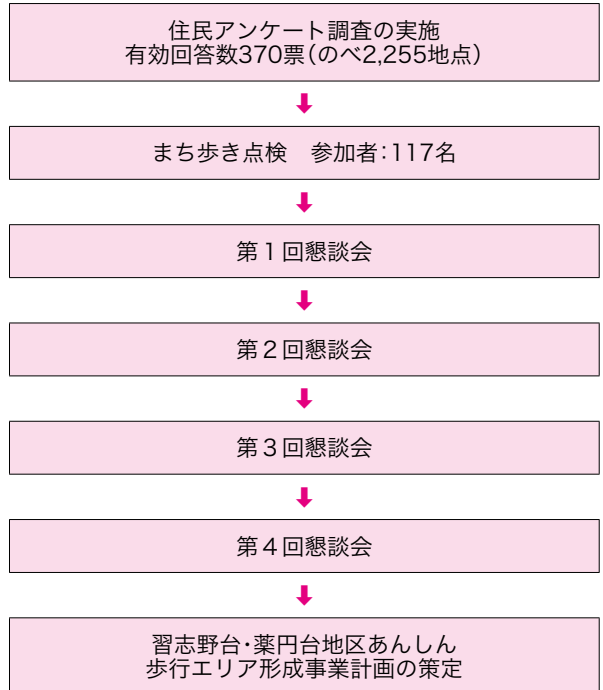 住民アンケート調査の実施
有効回答数370票（のべ2,255地点）
まち歩き点検　参加者：117名
第１回懇談会
第２回懇談会
第３回懇談会
第４回懇談会
習志野台・薬円台地区あんしん
歩行エリア形成事業計画の策定